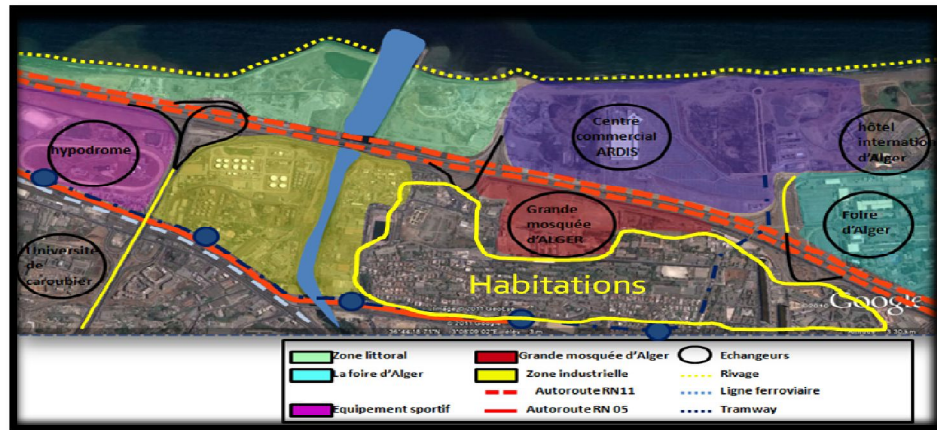 hypodrome
Centre
commercial
ARDIS
hôtel
internation
d'Alger
Grande
mosquée
d'ALGER
Foire
d'Alger
Université
de
caroubier
Habitations
Google
Zone littoral
Grande mosquée d'Alger
Echangeurs
La foire d'Alger
Zone industrielle
Rivage
Autoroute RN11
Ligne ferroviaire
Equipement sportif
Autoroute RN 05
Tramway